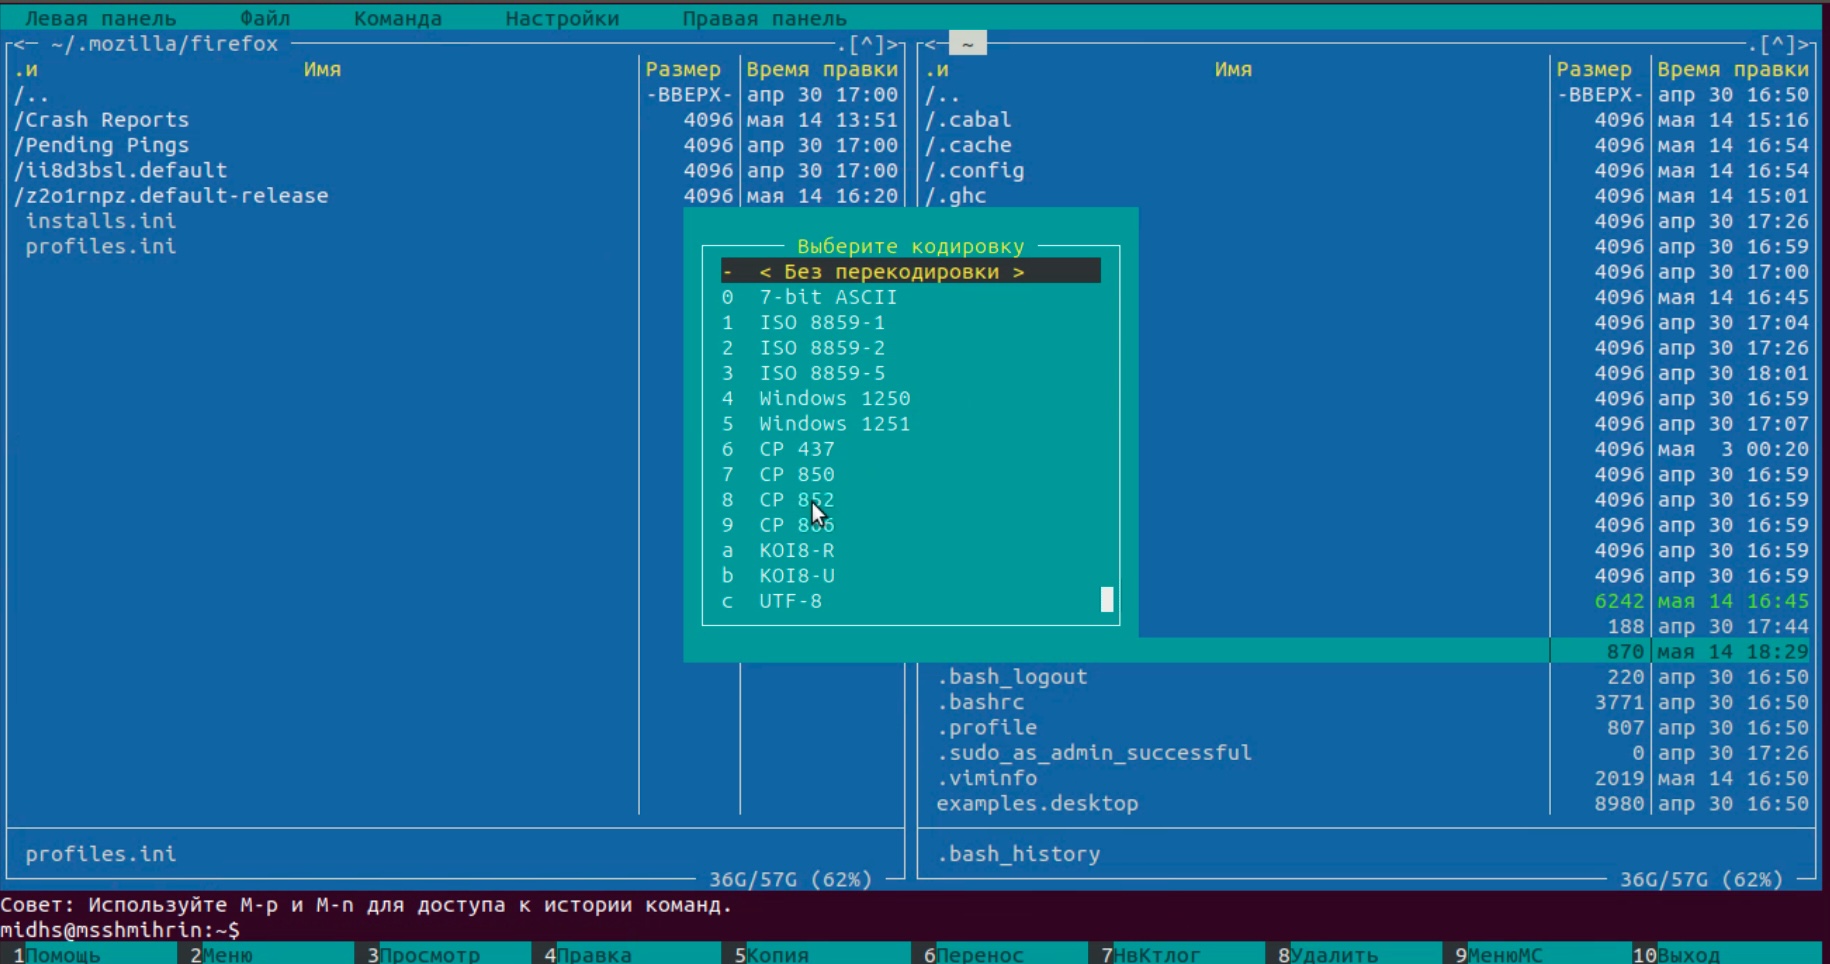 Левая панель Файл Команда Настройки Правая панель
<─ ~/.mozilla/firefox .[^]> <─ ~ .[^]>
.и Имя Размер Время правки .и Имя Размер Время правки
/.. -ВВЕРХ- апр 30 17:00 /.. -ВВЕРХ- апр 30 16:50
/Crash Reports 4096 мая 14 13:51 /.cabal 4096 мая 14 15:16
/Pending Pings 4096 апр 30 17:00 /.cache 4096 мая 14 16:54
/ii8d3bsl.default 4096 апр 30 17:00 /.config 4096 мая 14 16:54
/z2o1rnpz.default-release 4096 мая 14 16:20 /.ghc 4096 мая 14 15:01
installs.ini 4096 апр 30 17:26
profiles.ini Выберите кодировку 4096 апр 30 16:59
- < Без перекодировки > 4096 апр 30 17:00
0 7-bit ASCII 4096 мая 14 16:45
1 ISO 8859-1 4096 апр 30 17:04
2 ISO 8859-2 4096 апр 30 17:26
3 ISO 8859-5 4096 апр 30 18:01
4 Windows 1250 4096 апр 30 16:59
5 Windows 1251 4096 апр 30 17:07
6 CP 437 4096 мая 3 00:20
7 CP 850 4096 апр 30 16:59
8 CP 852 4096 апр 30 16:59
9 CP 866 4096 апр 30 16:59
a KOI8-R 4096 апр 30 16:59
b KOI8-U 4096 апр 30 16:59
c UTF-8 6242 мая 14 16:45
188 апр 30 17:44
870 мая 14 18:29
.bash_logout 220 апр 30 16:50
.bashrc 3771 апр 30 16:50
.profile 807 апр 30 16:50
.sudo_as_admin_successful 0 апр 30 17:26
.viminfo 2019 мая 14 16:50
examples.desktop 8980 апр 30 16:50
profiles.ini .bash_history
36G/57G (62%) 36G/57G (62%)
Совет: Используйте M-p и M-n для доступа к истории команд.
midhs@msshmihrin:~$
1Помощь 2Меню 3Просмотр 4Правка 5Копия 6Перенос 7НвКтлог 8Удалить 9МенюMC 10Выход